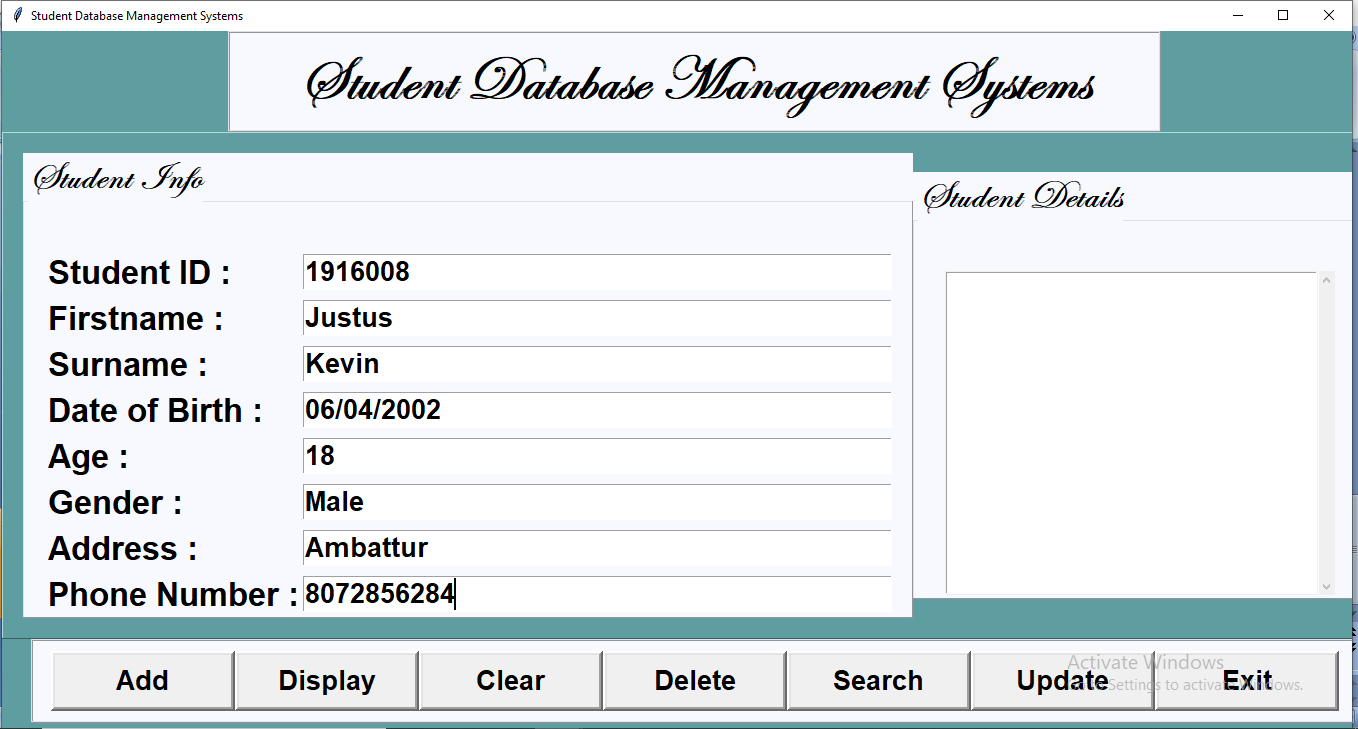 Student Database Management Systems
Student Database Management Systems
Student Info
Student Details
Student ID : 1916008
Firstname : Justus
Surname : Kevin
Date of Birth : 06/04/2002
Age : 18
Gender : Male
Address : Ambattur
Phone Number : 8072856284
Activate Windows
Settings to activate Windows.
Add Display Clear Delete Search Update Exit